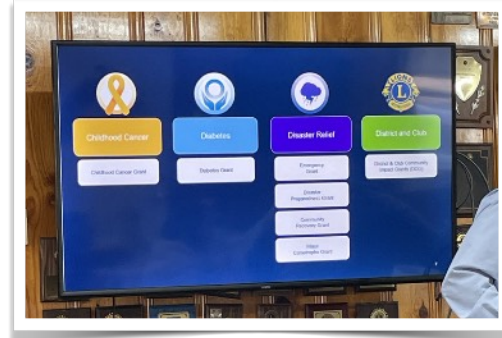 LIONS
L
Childhood Cancer
Diabetes
Disaster Relief
District and Club
Childhood Cancer Grant
Diabetes Grant
Emergency
Grant
Disaster
Preparedness Grant
Community
Recovery Grant
Major
Catastrophe Grant
District & Club Community
Impact Grants (DCG)